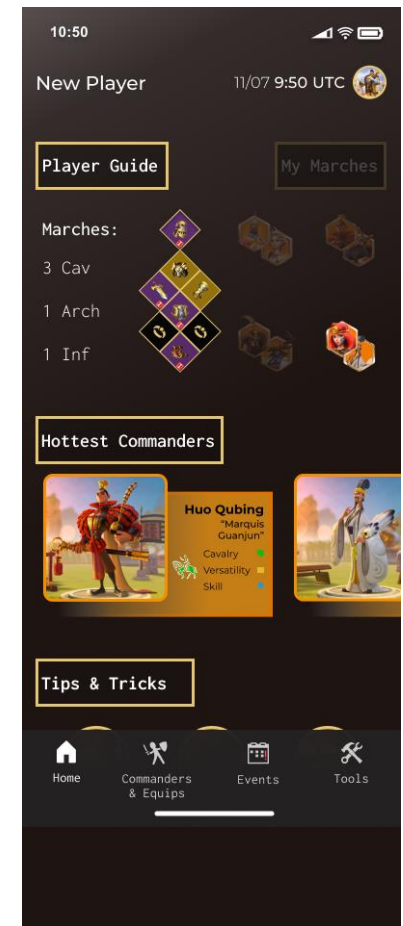 10:50
New Player
11/07 9:50 UTC
Player Guide
My Marches
Marches:
3 Cav
1 Arch
1 Inf
Hottest Commanders
Huo Qubing
"Marquis
Guanjun"
Cavalry
Versatility
Skill
Tips & Tricks
Home
Commanders
& Equips
Events
Tools